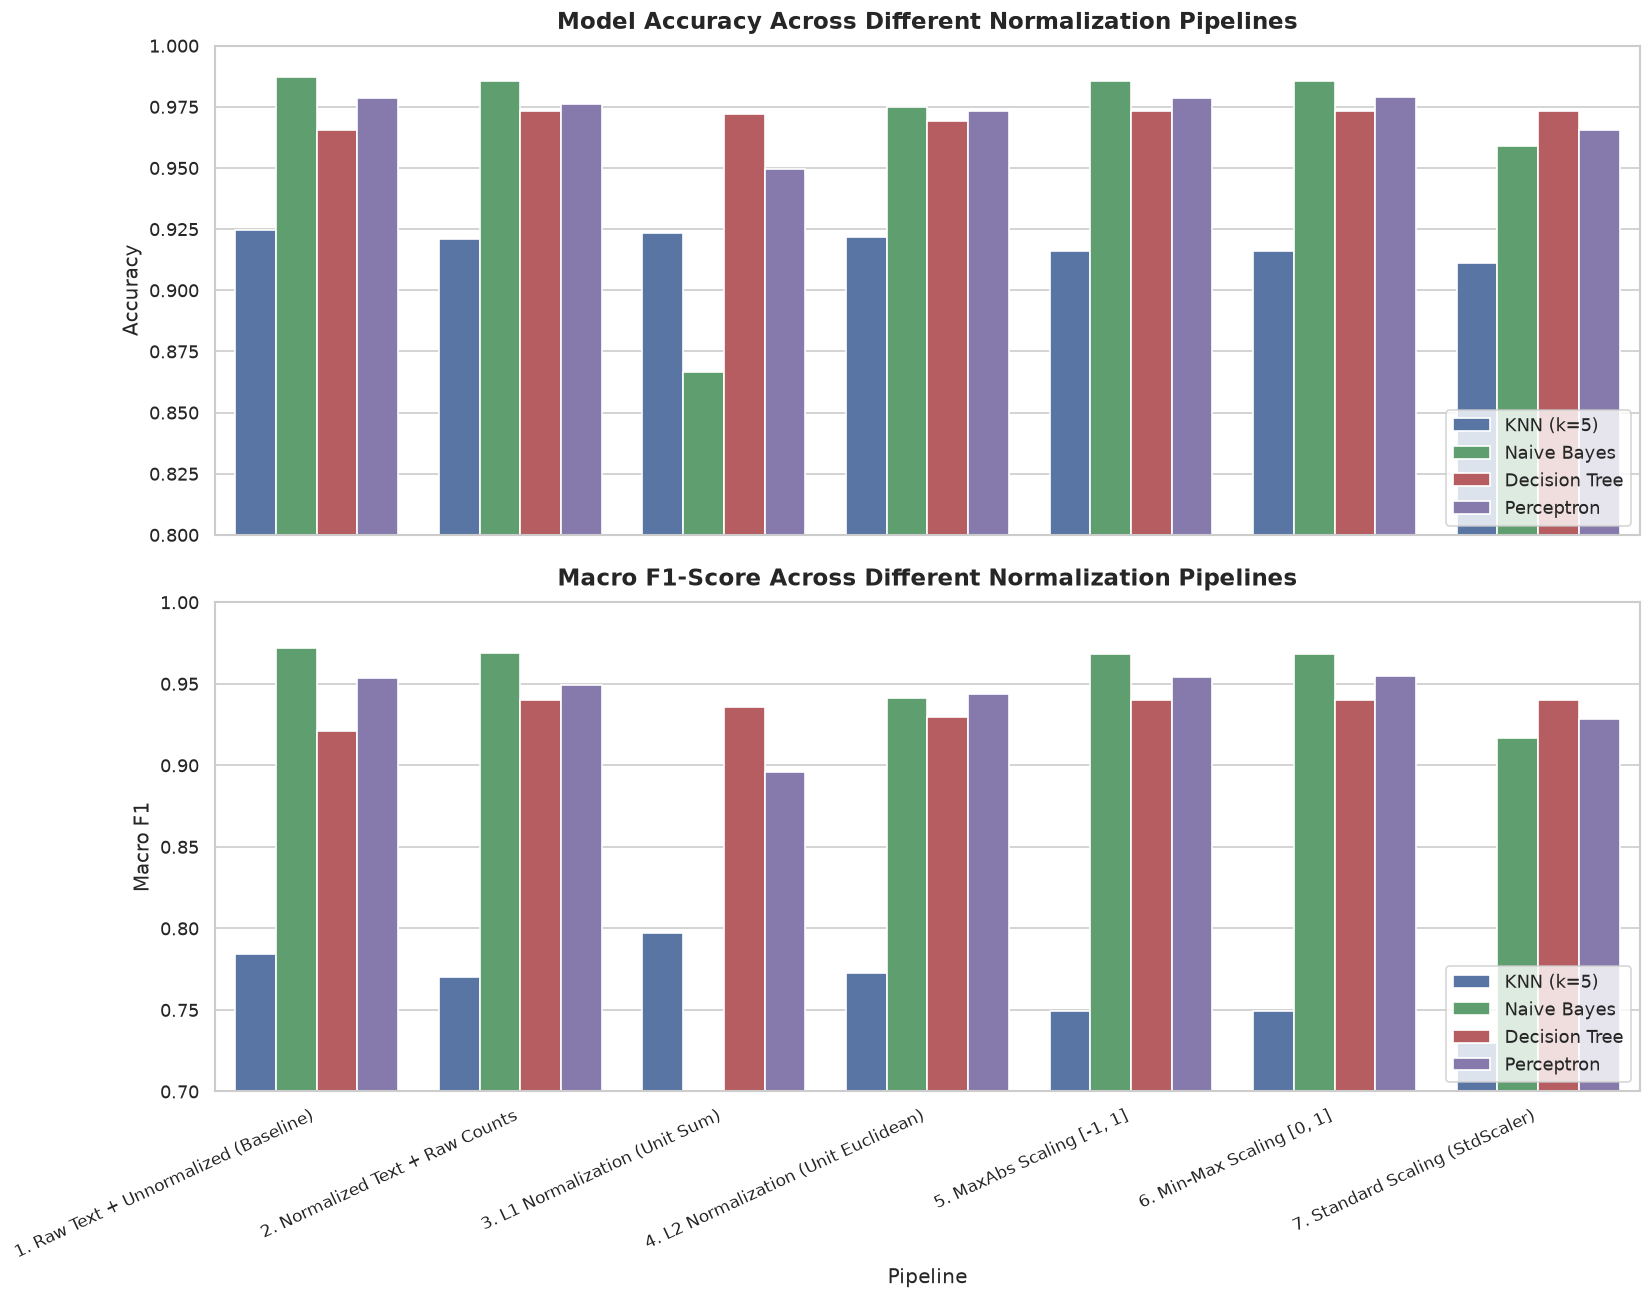 Model Accuracy Across Different Normalization Pipelines
1.000
0.975
0.950
0.925
0.900
0.875
0.850
0.825
0.800
Accuracy
KNN (k=5)
Naive Bayes
Decision Tree
Perceptron
Macro F1-Score Across Different Normalization Pipelines
1.00
0.95
0.90
0.85
0.80
0.75
0.70
Macro F1
KNN (k=5)
Naive Bayes
Decision Tree
Perceptron
1. Raw Text + Unnormalized (Baseline)
2. Normalized Text + Raw Counts
3. L1 Normalization (Unit Sum)
4. L2 Normalization (Unit Euclidean)
5. MaxAbs Scaling [-1, 1]
6. Min-Max Scaling [0, 1]
7. Standard Scaling (StdScaler)
Pipeline